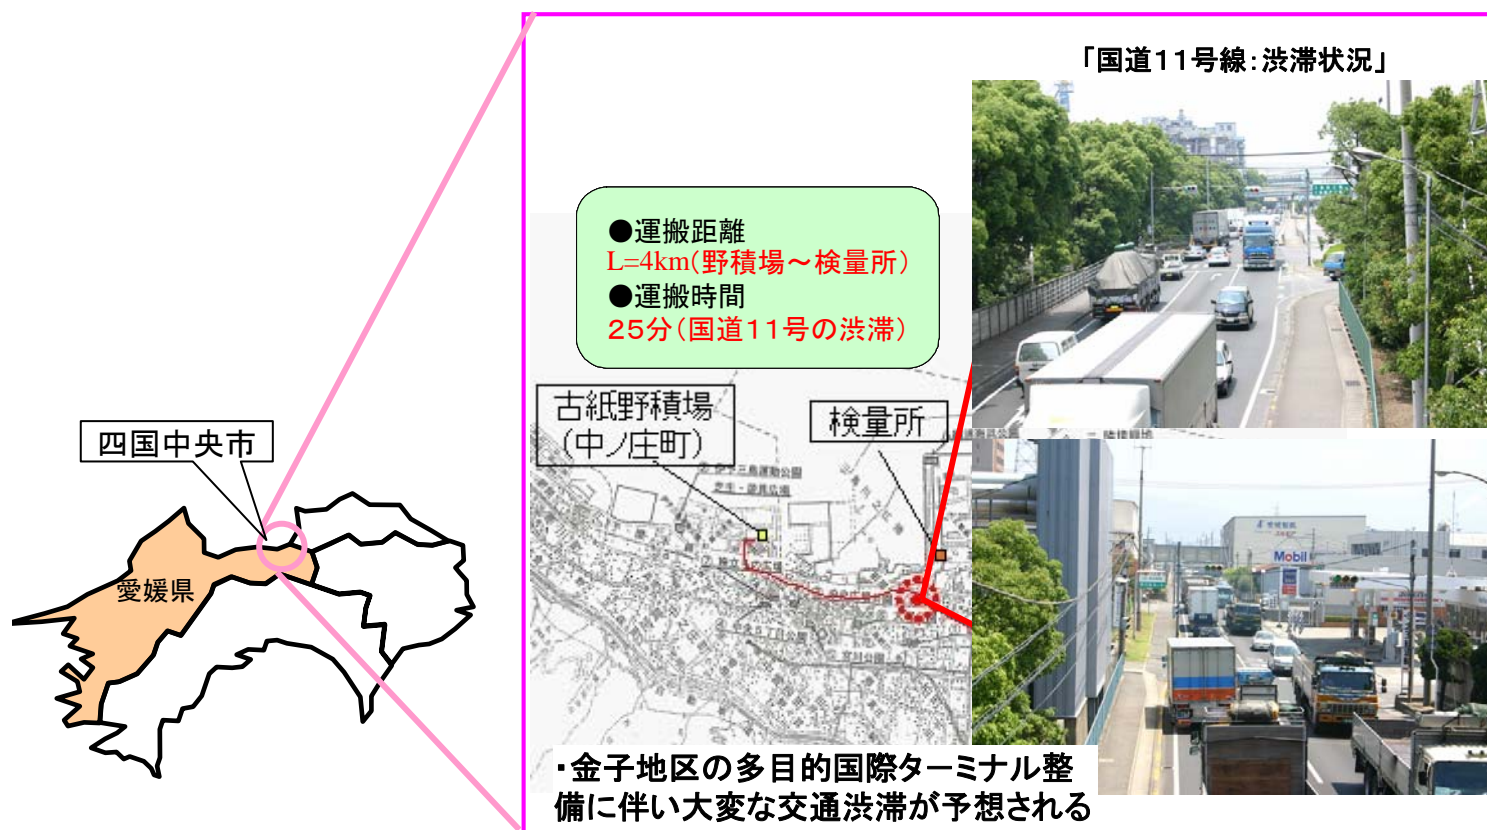 「国道11号線：渋滞状況」
●運搬距離
L=4km(野積場～検量所)
●運搬時間
25分(国道11号の渋滞)
古紙野積場
(中ノ庄町)
検量所
四国中央市
愛媛県
Mobil
・金子地区の多目的国際ターミナル整
備に伴い大変な交通渋滞が予想される